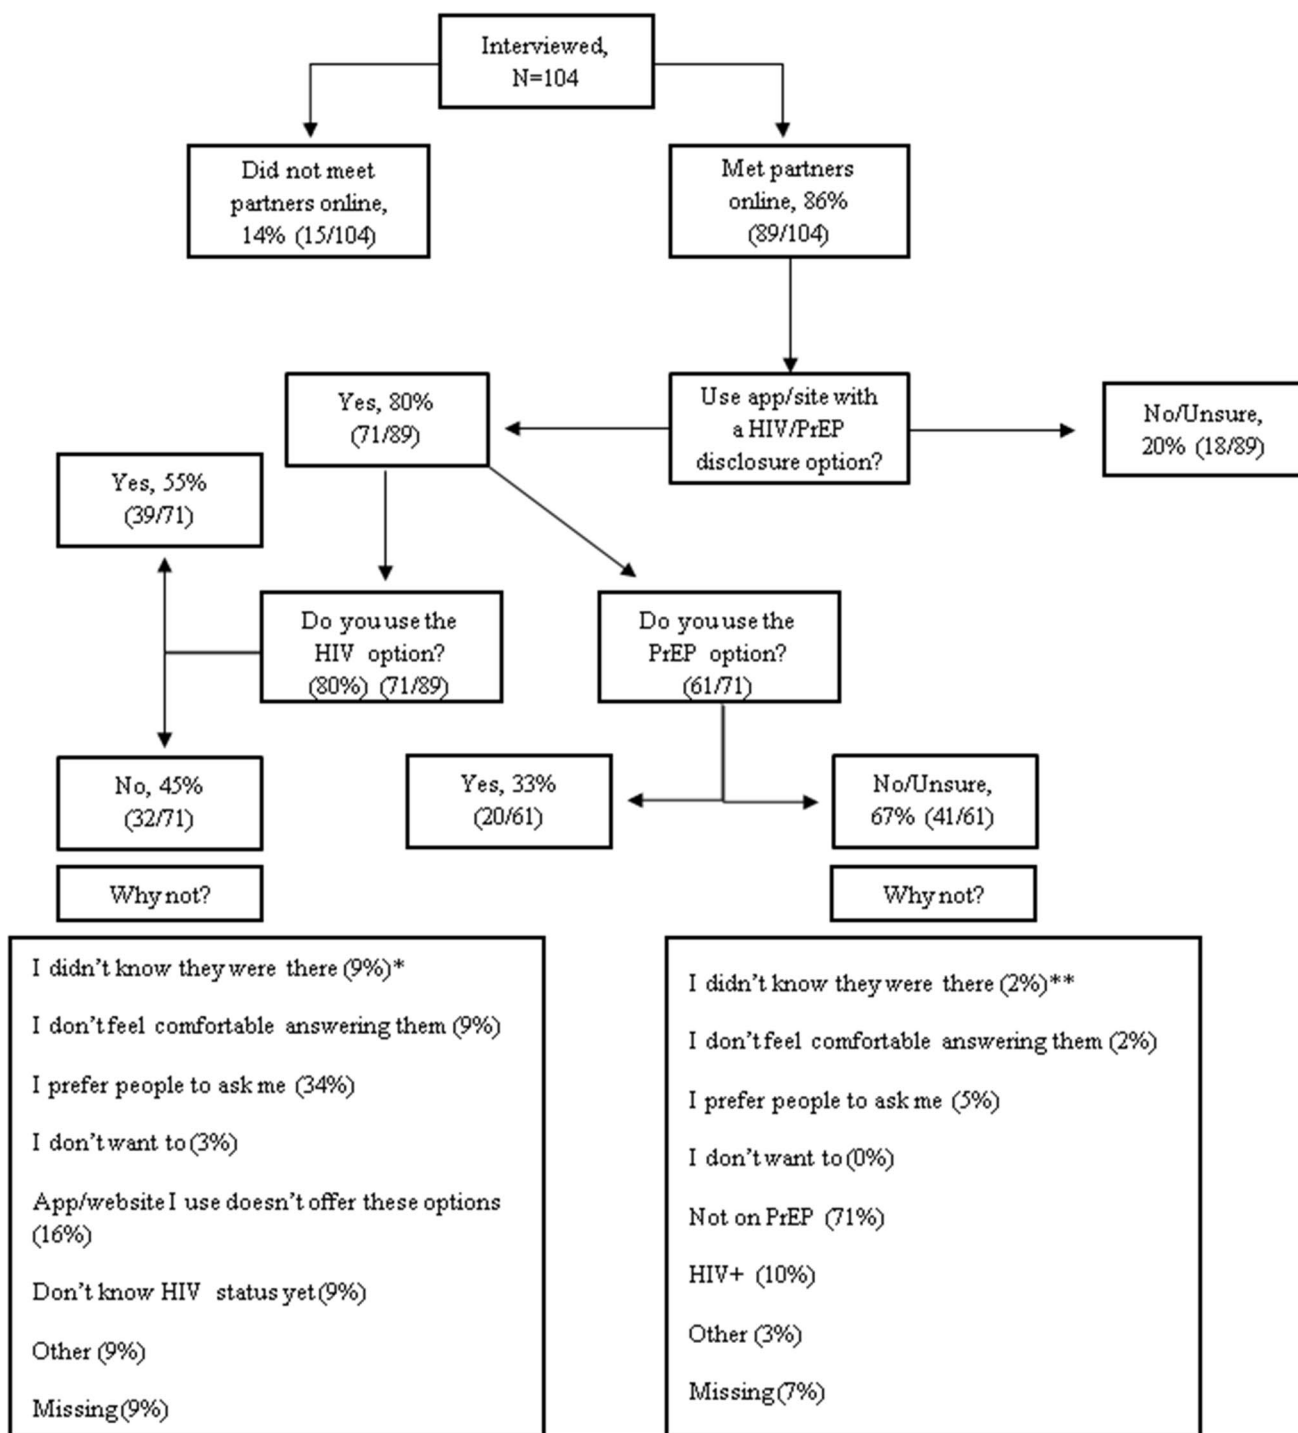 Interviewed,
N=104
Did not meet
partners online,
14% (15/104)
Met partners
online, 86%
(89/104)
Yes, 80%
(71/89)
Use app/site with
a HIV/PrEP
disclosure option?
No/Unsure,
20% (18/89)
Yes, 55%
(39/71)
Do you use the
HIV option?
(80%) (71/89)
Do you use the
PrEP option?
(61/71)
No, 45%
(32/71)
Yes, 33%
(20/61)
No/Unsure,
67% (41/61)
Why not?
Why not?
I didn't know they were there (9%)*
I don't feel comfortable answering them (9%)
I prefer people to ask me (34%)
I don't want to (3%)
App/website I use doesn't offer these options
(16%)
Don't know HIV status yet (9%)
Other (9%)
Missing (9%)
I didn't know they were there (2%)**
I don't feel comfortable answering them (2%)
I prefer people to ask me (5%)
I don't want to (0%)
Not on PrEP (71%)
HIV+ (10%)
Other (3%)
Missing (7%)